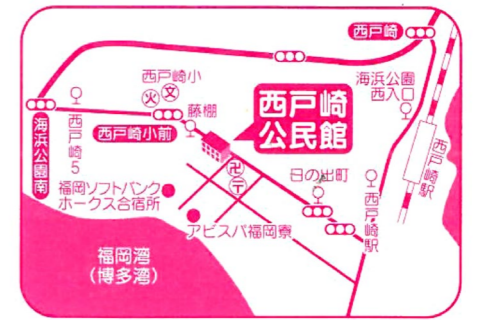 西戸崎
海浜公園
西入口
西戸崎小
火
文
藤棚
西戸崎
公民館
海浜公園南
西戸崎5
西戸崎小前
西戸崎駅
日の出町
卍
〒
西戸崎駅
福岡ソフトバンク
ホークス合宿所
アビスパ福岡寮
福岡湾
(博多湾)